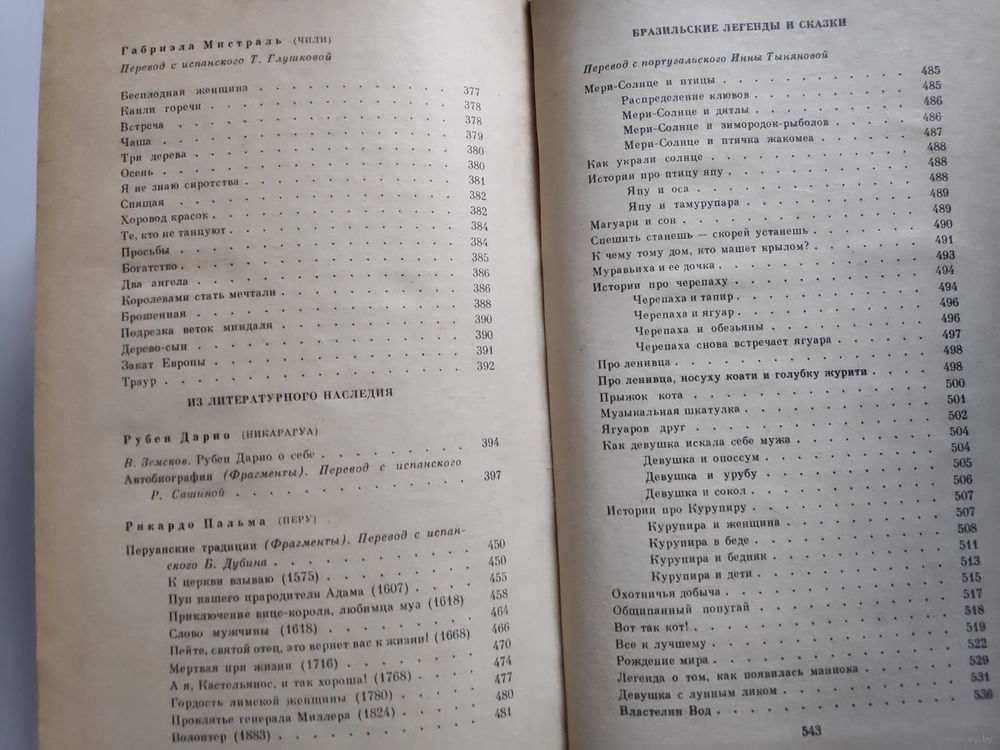 Габриэла Мистраль (ЧИЛИ)
Перевод с испанского Т. Глушковой
Бесплодная женщина . . . . . . . . . . 377
Капли горечи . . . . . . . . . . 378
Встреча . . . . . . . . . . 378
Чаша . . . . . . . . . . 379
Три дерева . . . . . . . . . . 380
Осень . . . . . . . . . . 380
Я не знаю сиротства . . . . . . . . . . 381
Спящая . . . . . . . . . . 382
Хоровод красок . . . . . . . . . . 382
Те, кто не танцуют . . . . . . . . . . 384
Просьбы . . . . . . . . . . 384
Богатство . . . . . . . . . . 385
Два ангела . . . . . . . . . . 386
Королевами стать мечтали . . . . . . . . . . 386
Брошенная . . . . . . . . . . 388
Подрезка веток миндаля . . . . . . . . . . 390
Дерево-сын . . . . . . . . . . 390
Закат Европы . . . . . . . . . . 391
Траур . . . . . . . . . . 392
ИЗ ЛИТЕРАТУРНОГО НАСЛЕДИЯ
Рубен Дарио (НИКАРАГУА)
В. Земсков. Рубен Дарио о себе . . . . . . . 394
Автобиография (Фрагменты). Перевод с испанского
Р. Сашиной . . . . . . . . . . 397
Рикардо Пальма (ПЕРУ)
Перуанские традиции (Фрагменты). Перевод с испан-
ского Б. Дубина . . . . . . . . . . 450
К церкви взываю (1575) . . . . . . . 450
Пуп нашего прародителя Адама (1607) . . . 455
Приключение вице-короля, любимца муз (1618) 458
Слово мужчины (1618) . . . . . . . 464
Пейте, святой отец, это вернет вас к жизни! (1668) 466
Мертвая при жизни (1716) . . . . . . . 470
А я, Кастельянос, и так хороша! (1768) . . . 474
Гордость лимской женщины (1780) . . . . 477
Проклятье генерала Миллера (1824) . . . . 480
Волонтер (1883) . . . . . . . . . . 481
БРАЗИЛЬСКИЕ ЛЕГЕНДЫ И СКАЗКИ
Перевод с португальского Инны Тыняновой
Мери-Солнце и птицы . . . . . . . . . . 485
Распределение клювов . . . . . . . . 485
Мери-Солнце и дятлы . . . . . . . . 486
Мери-Солнце и зимородок-рыболов . . . . 486
Мери-Солнце и птичка жакомеа . . . . . 487
Как украли солнце . . . . . . . . . . 488
Истории про птицу япу . . . . . . . . . . 488
Япу и оса . . . . . . . . . . 488
Япу и тамурупара . . . . . . . . . . 489
Магуари и сон . . . . . . . . . . 489
Спешить станешь — скорей устанешь . . . . . 490
К чему тому дом, кто машет крылом? . . . . . 491
Муравьиха и ее дочка . . . . . . . . . . 493
Истории про черепаху . . . . . . . . . . 494
Черепаха и тапир . . . . . . . . . . 494
Черепаха и ягуар . . . . . . . . . . 496
Черепаха и обезьяны . . . . . . . . 496
Черепаха снова встречает ягуара . . . . . 497
Про ленивца . . . . . . . . . . 498
Про ленивца, носуху коати и голубку журити . . . 498
Прыжок кота . . . . . . . . . . 500
Музыкальная шкатулка . . . . . . . . . . 501
Ягуаров друг . . . . . . . . . . 502
Как девушка искала себе мужа . . . . . . . 504
Девушка и опоссум . . . . . . . . 504
Девушка и урубу . . . . . . . . 505
Девушка и сокол . . . . . . . . 506
Истории про Курупиру . . . . . . . . . . 507
Курупира и женщина . . . . . . . . 507
Курупира в беде . . . . . . . . 508
Курупира и бедняк . . . . . . . . 511
Курупира и дети . . . . . . . . 513
Охотничья добыча . . . . . . . . . . 515
Общипанный попугай . . . . . . . . . . 517
Вот так кот! . . . . . . . . . . 518
Все к лучшему . . . . . . . . . . 519
Рождение мира . . . . . . . . . . 522
Легенда о том, как появилась маниока . . . . . 529
Девушка с лунным ликом . . . . . . . . 531
Властелин Вод . . . . . . . . . . 536
543
www.ay.by